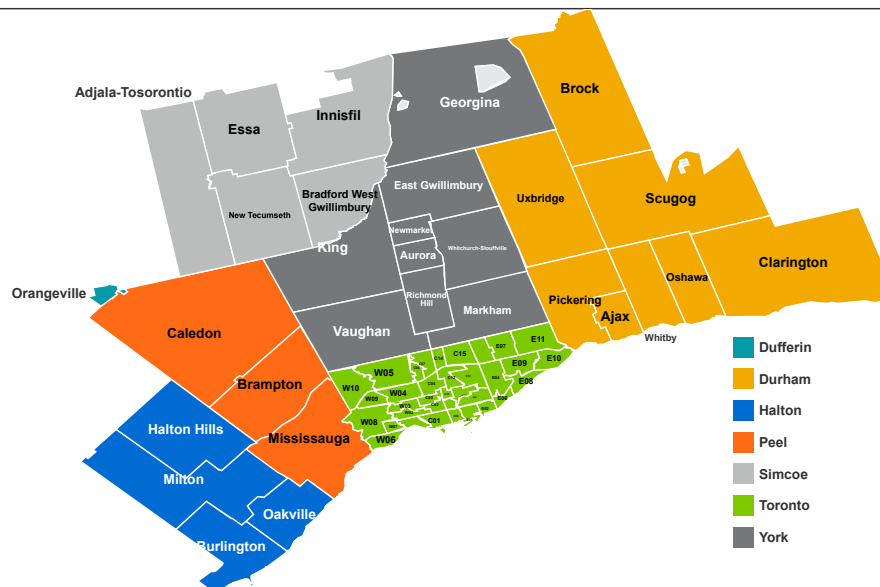 Adjala-Tosorontio
Essa
Innisfil
Georgina
Brock
New Tecumseth
Bradford West
Gwillimbury
East Gwillimbury
Uxbridge
Scugog
King
Newmarket
Aurora
Whitchurch-Stouffville
Richmond
Hill
Markham
Vaughan
Pickering
Ajax
Whitby
Oshawa
Clarington
Orangeville
Caledon
Brampton
Mississauga
Halton Hills
Milton
Oakville
Burlington
W05
W10
W09
W04
W08
W06
C14
C15
E07
E11
E09
E10
E08
C01
Dufferin
Durham
Halton
Peel
Simcoe
Toronto
York